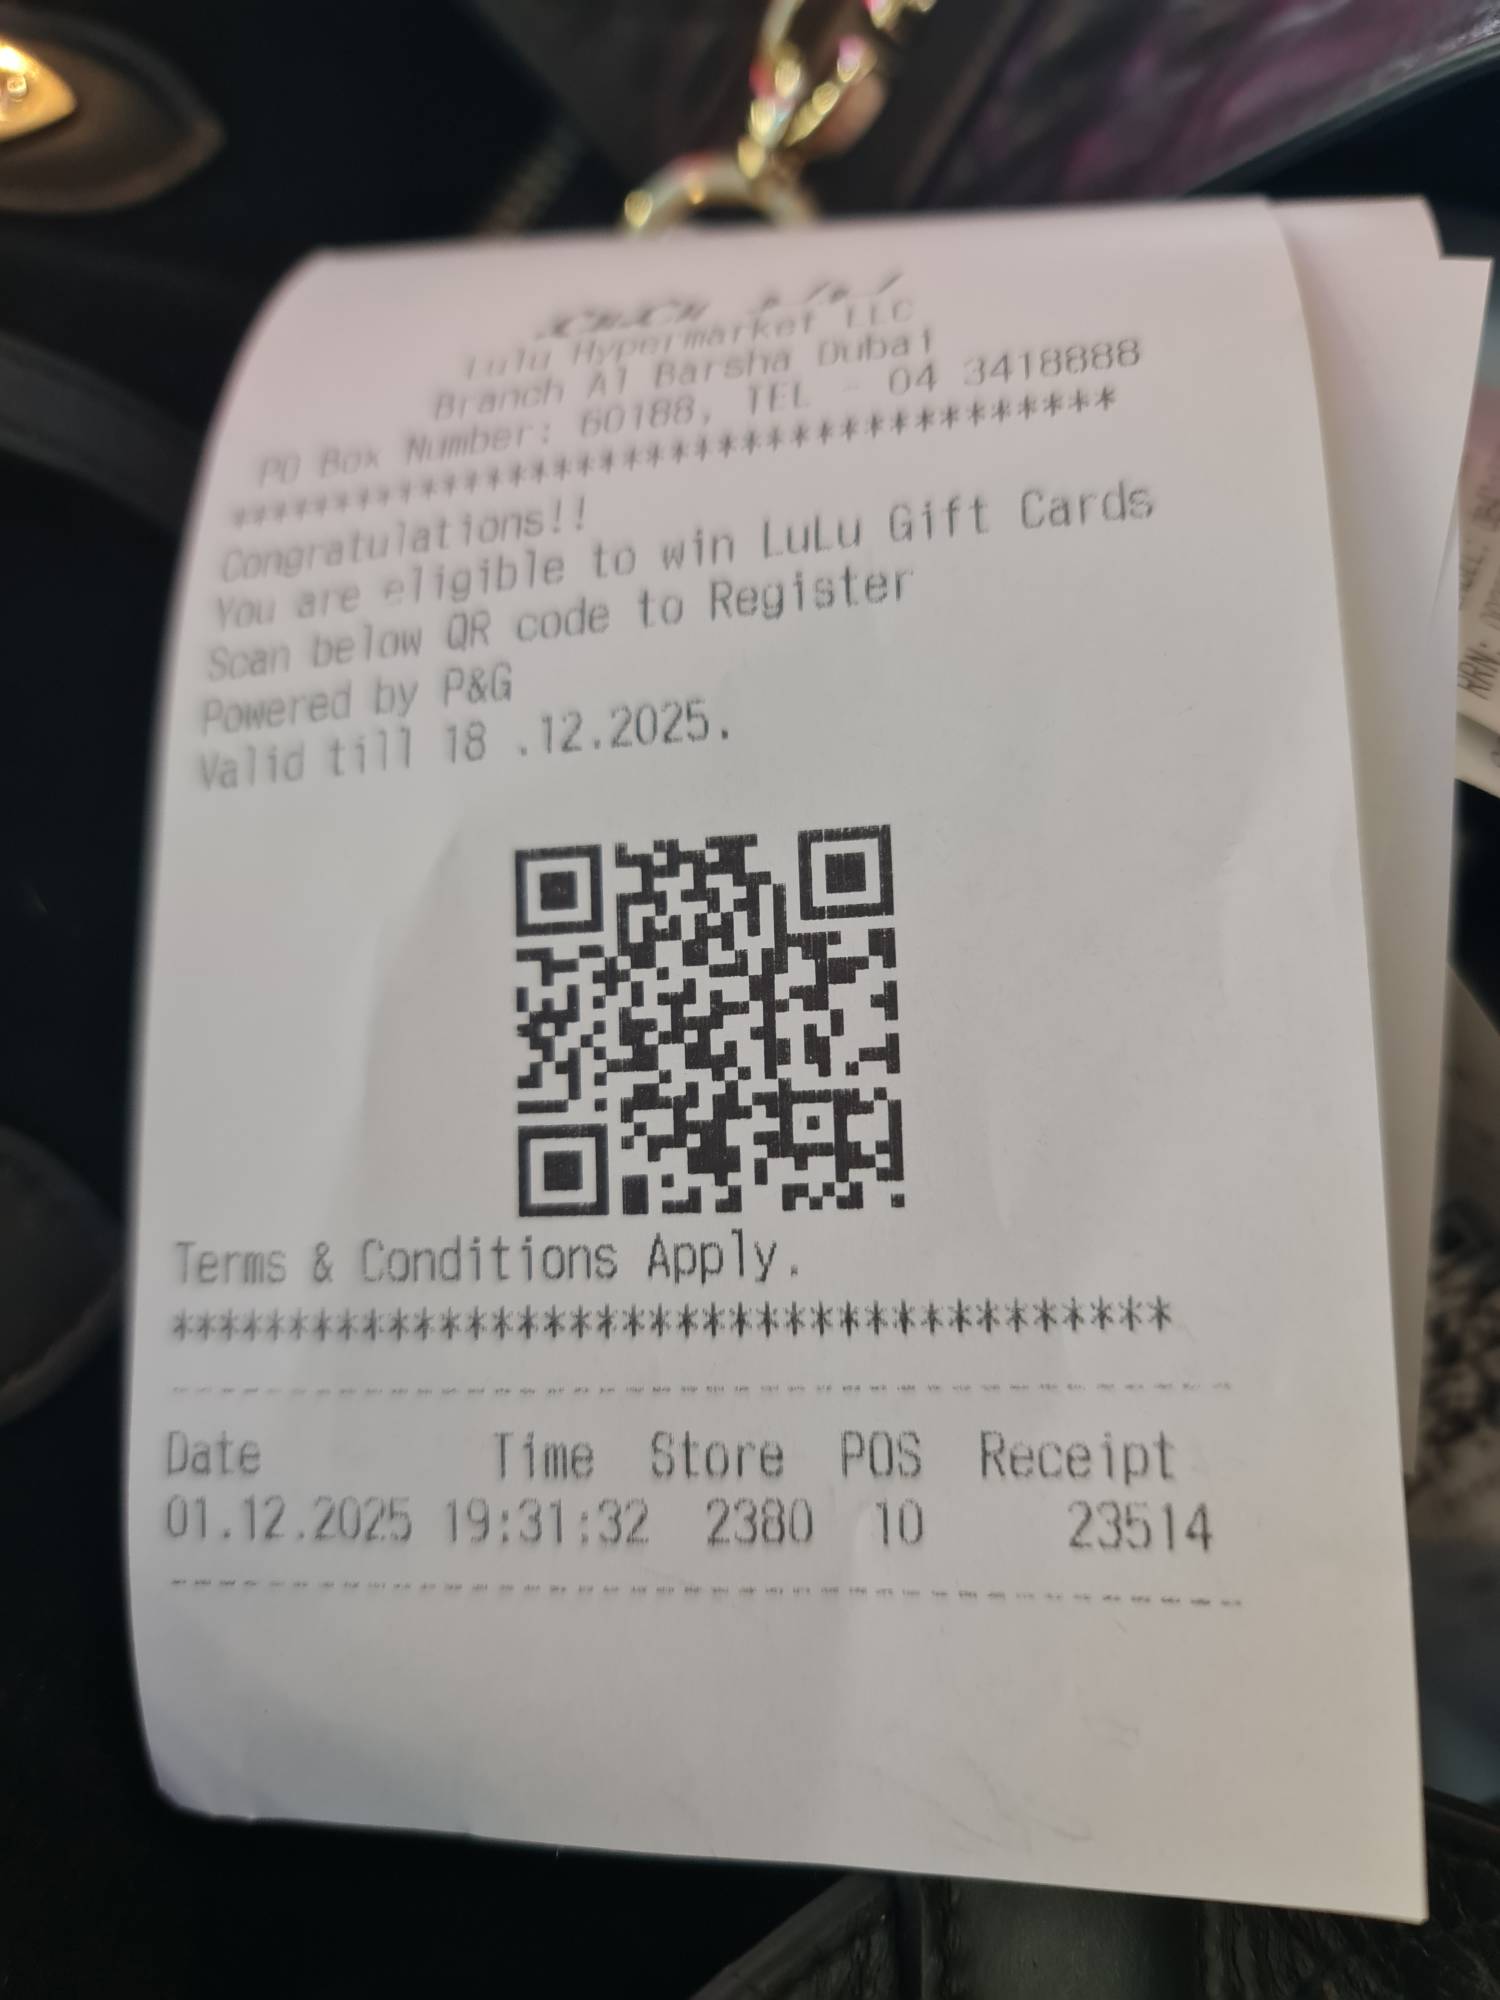 LuLu Hypermarket LLC
Branch Al Barsha Dubai
PO Box Number: 60188, TEL - 04 3418888
**********************************
Congratulations!!
You are eligible to win LuLu Gift Cards
Scan below QR code to Register
Powered by P&G
Valid till 18 .12.2025.
Terms & Conditions Apply.
**************************************
Date Time Store POS Receipt
01.12.2025 19:31:32 2380 10 23514